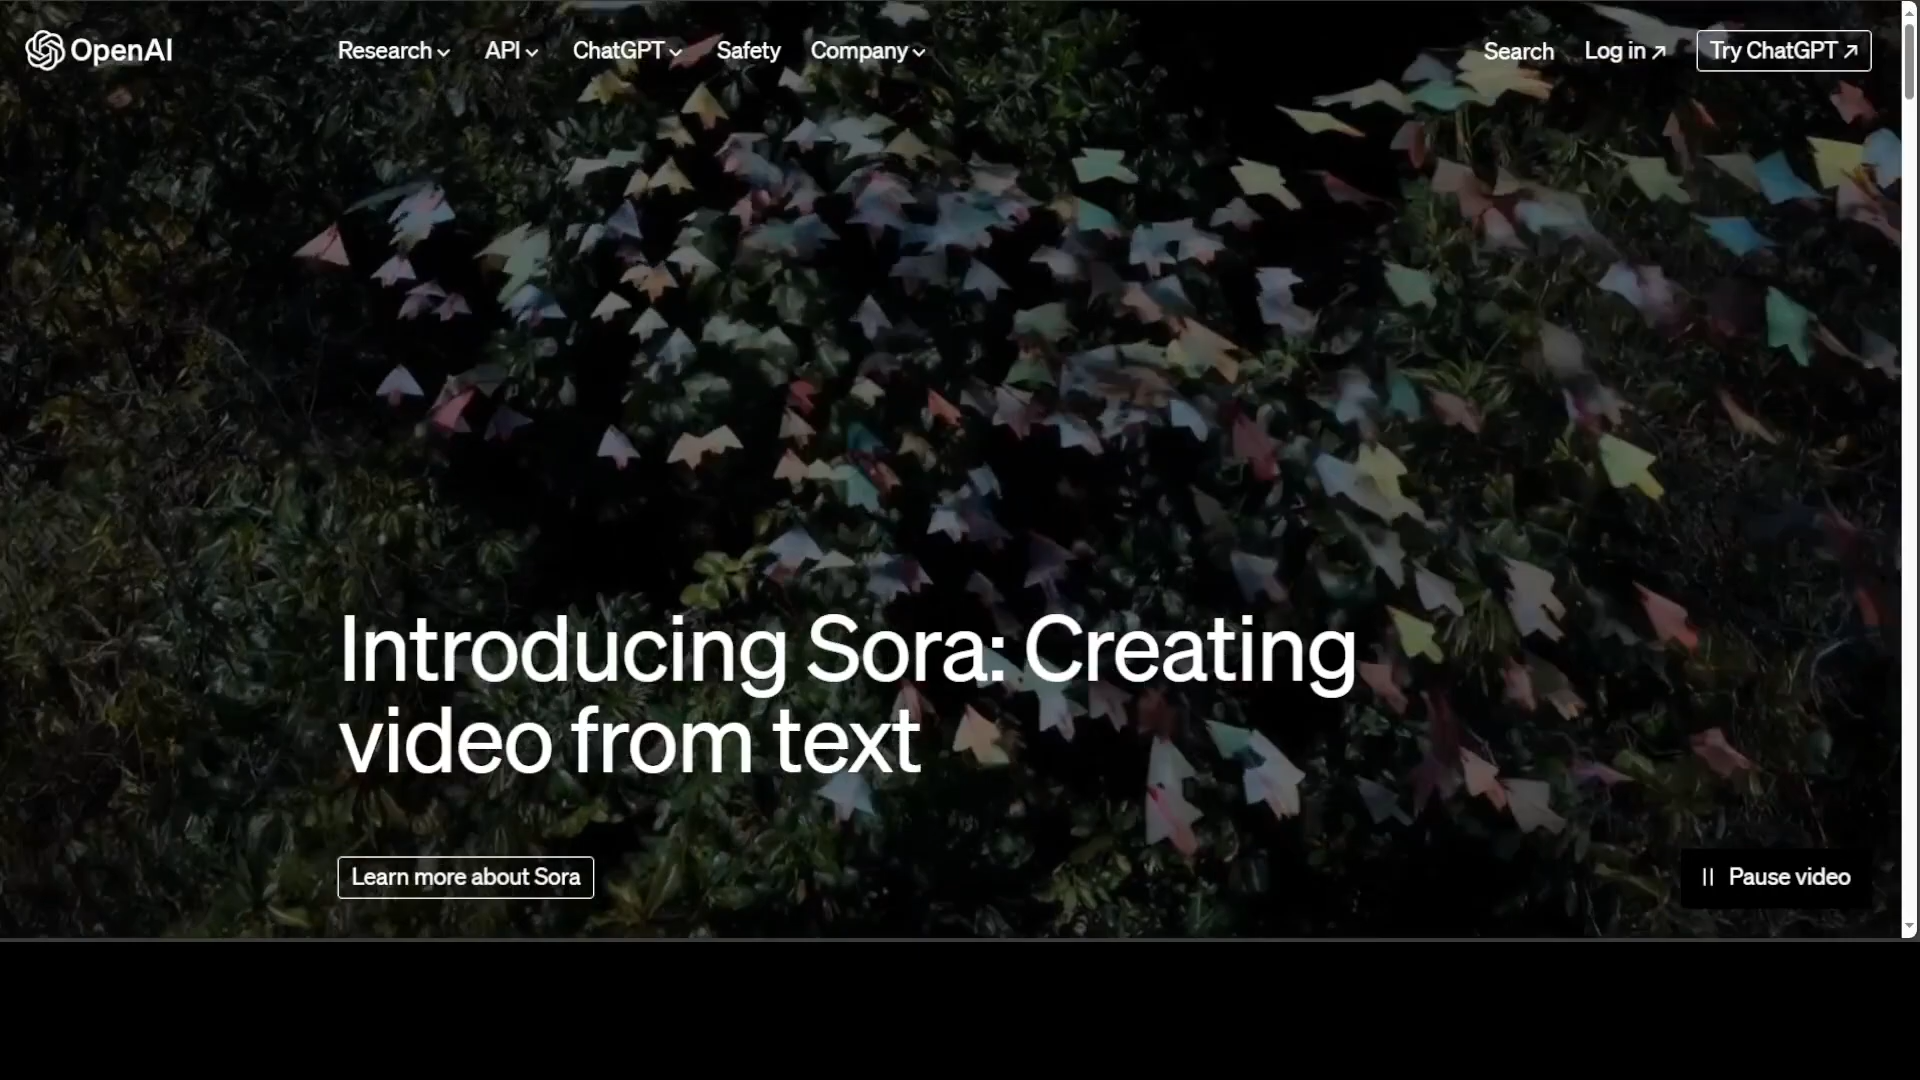 OpenAI
Research
API
ChatGPT
Safety
Company
Search
Log in
Try ChatGPT
Introducing Sora: Creating
video from text
Learn more about Sora
Pause video